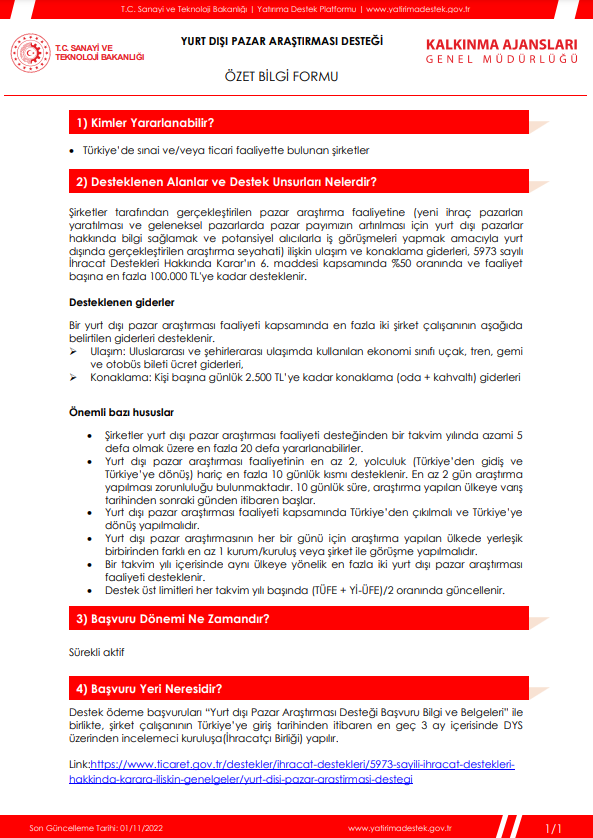 T.C. Sanayi ve Teknoloji Bakanlığı | Yatırıma Destek Platformu | www.yatirimadestek.gov.tr
T.C. SANAYİ VE
TEKNOLOJİ BAKANLIĞI
YURT DIŞI PAZAR ARAŞTIRMASI DESTEĞİ
ÖZET BİLGİ FORMU
KALKINMA AJANSLARI
GENEL MÜDÜRLÜĞÜ
1) Kimler Yararlanabilir?
• Türkiye’de sınai ve/veya ticari faaliyette bulunan şirketler
2) Desteklenen Alanlar ve Destek Unsurları Nelerdir?
Şirketler tarafından gerçekleştirilen pazar araştırma faaliyetine (yeni ihraç pazarları
yaratılması ve geleneksel pazarlarda pazar payımızın artırılması için yurt dışı pazarlar
hakkında bilgi sağlamak ve potansiyel alıcılarla iş görüşmeleri yapmak amacıyla yurt
dışında gerçekleştirilen araştırma seyahati) ilişkin ulaşım ve konaklama giderleri, 5973 sayılı
İhracat Destekleri Hakkında Karar’ın 6. maddesi kapsamında %50 oranında ve faaliyet
başına en fazla 100.000 TL'ye kadar desteklenir.
Desteklenen giderler
Bir yurt dışı pazar araştırması faaliyeti kapsamında en fazla iki şirket çalışanının aşağıda
belirtilen giderleri desteklenir.
➢ Ulaşım: Uluslararası ve şehirlerarası ulaşımda kullanılan ekonomi sınıfı uçak, tren, gemi
ve otobüs bileti ücret giderleri,
➢ Konaklama: Kişi başına günlük 2.500 TL’ye kadar konaklama (oda + kahvaltı) giderleri
Önemli bazı hususlar
• Şirketler yurt dışı pazar araştırması faaliyeti desteğinden bir takvim yılında azami 5
defa olmak üzere en fazla 20 defa yararlanabilirler.
• Yurt dışı pazar araştırması faaliyetinin en az 2, yolculuk (Türkiye’den gidiş ve
Türkiye’ye dönüş) hariç en fazla 10 günlük kısmı desteklenir. En az 2 gün araştırma
yapılması zorunluluğu bulunmaktadır. 10 günlük süre, araştırma yapılan ülkeye varış
tarihinden sonraki günden itibaren başlar.
• Yurt dışı pazar araştırması faaliyeti kapsamında Türkiye’den çıkılmalı ve Türkiye’ye
dönüş yapılmalıdır.
• Yurt dışı pazar araştırmasının her bir günü için araştırma yapılan ülkede yerleşik
birbirinden farklı en az 1 kurum/kuruluş veya şirket ile görüşme yapılmalıdır.
• Bir takvim yılı içerisinde aynı ülkeye yönelik en fazla iki yurt dışı pazar araştırması
faaliyeti desteklenir.
• Destek üst limitleri her takvim yılı başında (TÜFE + Yİ-ÜFE)/2 oranında güncellenir.
3) Başvuru Dönemi Ne Zamandır?
Sürekli aktif
4) Başvuru Yeri Neresidir?
Destek ödeme başvuruları “Yurt dışı Pazar Araştırması Desteği Başvuru Bilgi ve Belgeleri” ile
birlikte, şirket çalışanının Türkiye’ye giriş tarihinden itibaren en geç 3 ay içerisinde DYS
üzerinden incelemeci kuruluşa(İhracatçı Birliği) yapılır.
Link:https://www.ticaret.gov.tr/destekler/ihracat-destekleri/5973-sayili-ihracat-destekleri-
hakkinda-karara-iliskin-genelgeler/yurt-disi-pazar-arastirmasi-destegi
Son Güncelleme Tarihi: 01/11/2022
www.yatirimadestek.gov.tr
1/1